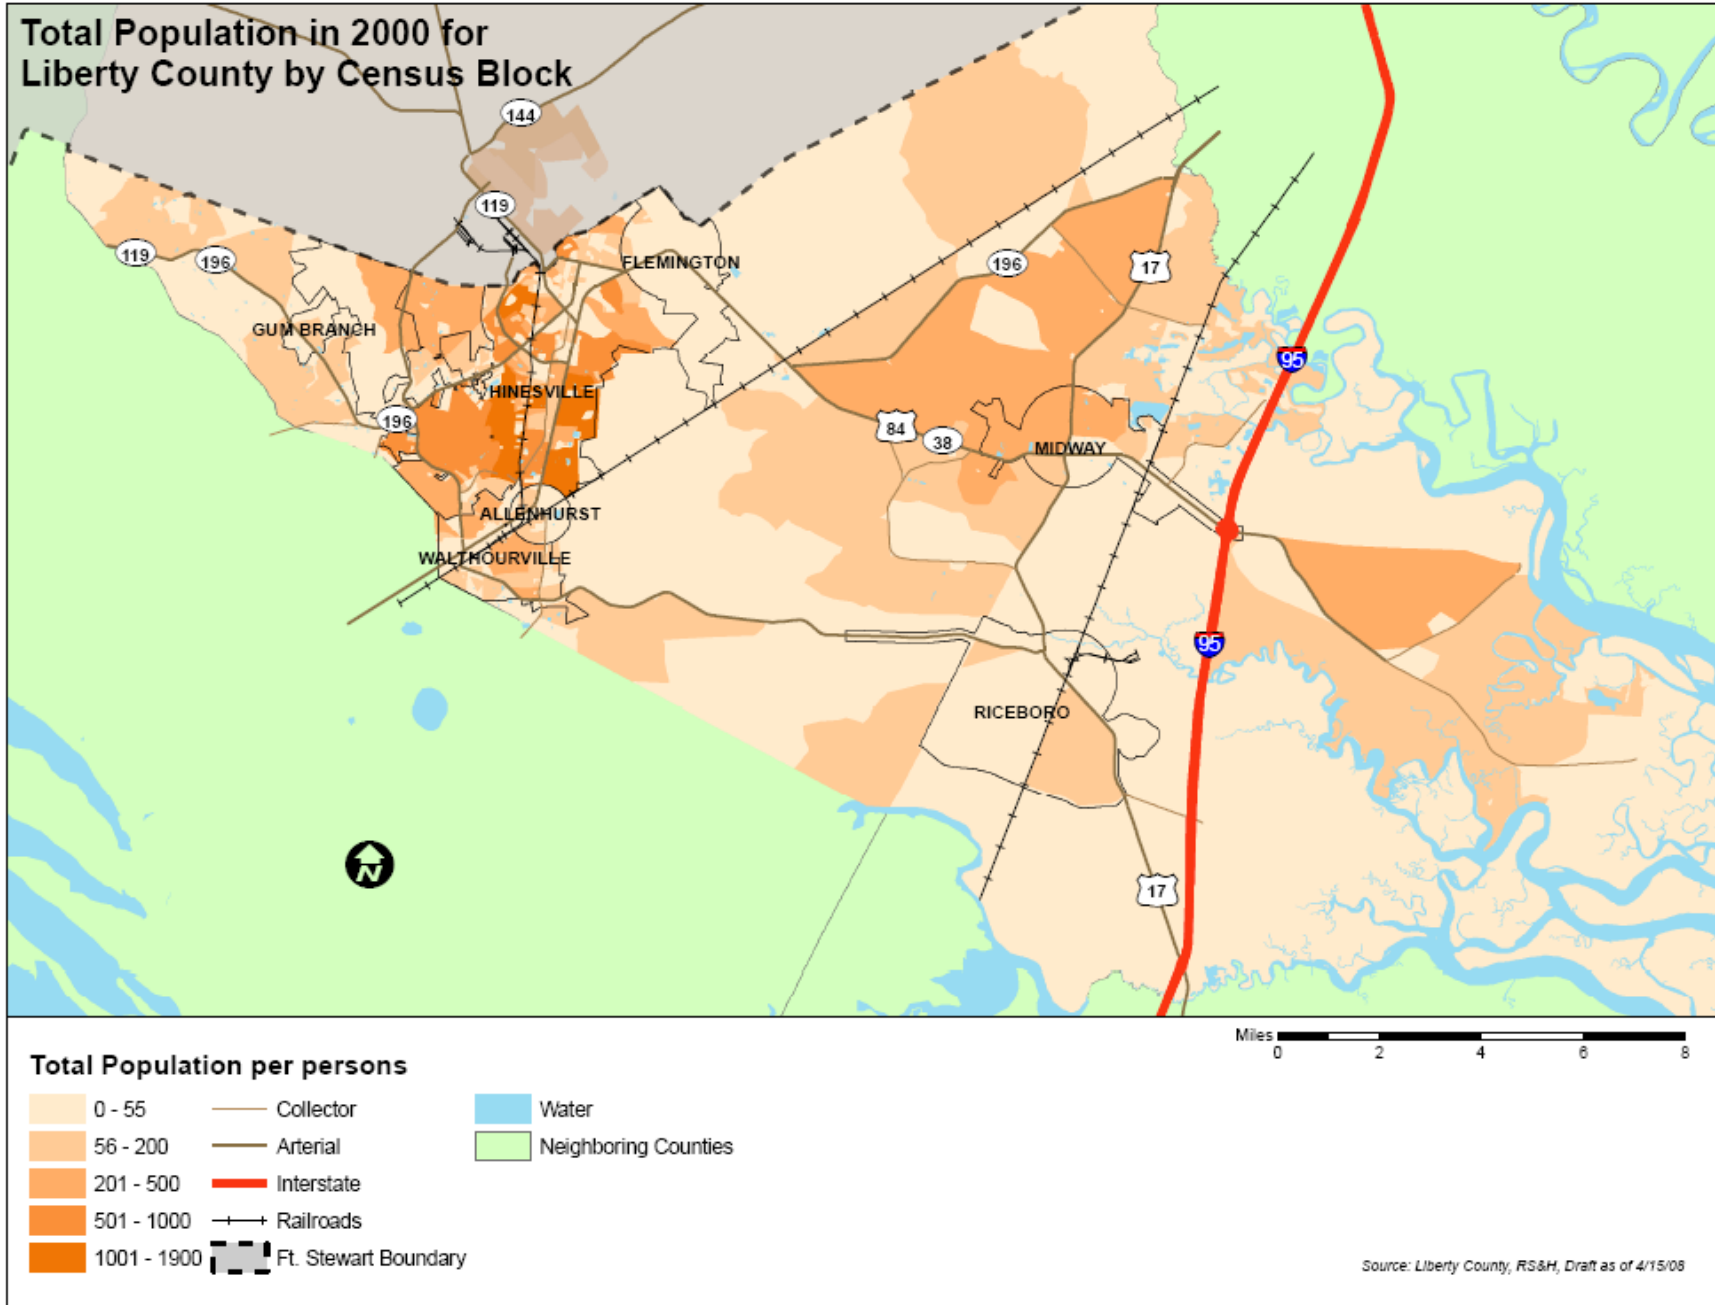 Total Population in 2000 for
Liberty County by Census Block
144
119
119
196
FLEMINGTON
196
17
GUM BRANCH
95
HINESVILLE
196
84
38
MIDWAY
ALLENHURST
WALTHOURVILLE
95
RICEBORO
N
17
Miles
0 2 4 6 8
Total Population per persons
0 - 55 Collector Water
56 - 200 Arterial Neighboring Counties
201 - 500 Interstate
501 - 1000 Railroads
1001 - 1900 Ft. Stewart Boundary
Source: Liberty County, RS&H, Draft as of 4/15/08